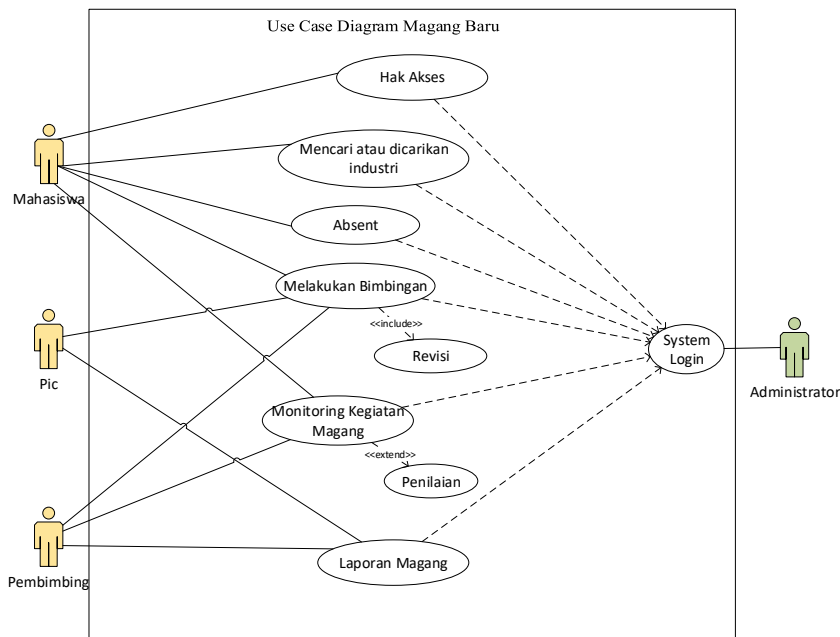 Use Case Diagram Magang Baru
Hak Akses
Mencari atau dicarikan
industri
Mahasiswa
Absent
Melakukan Bimbingan
<<include>>
Revisi
System
Login
Pic
Administrator
Monitoring Kegiatan
Magang
<<extend>>
Penilaian
Laporan Magang
Pembimbing